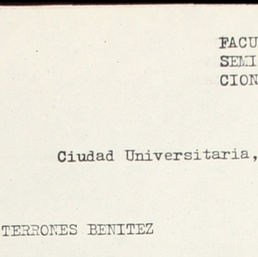 FACU
SEMI
CION
Ciudad Universitaria,
TERRONES BENITEZ